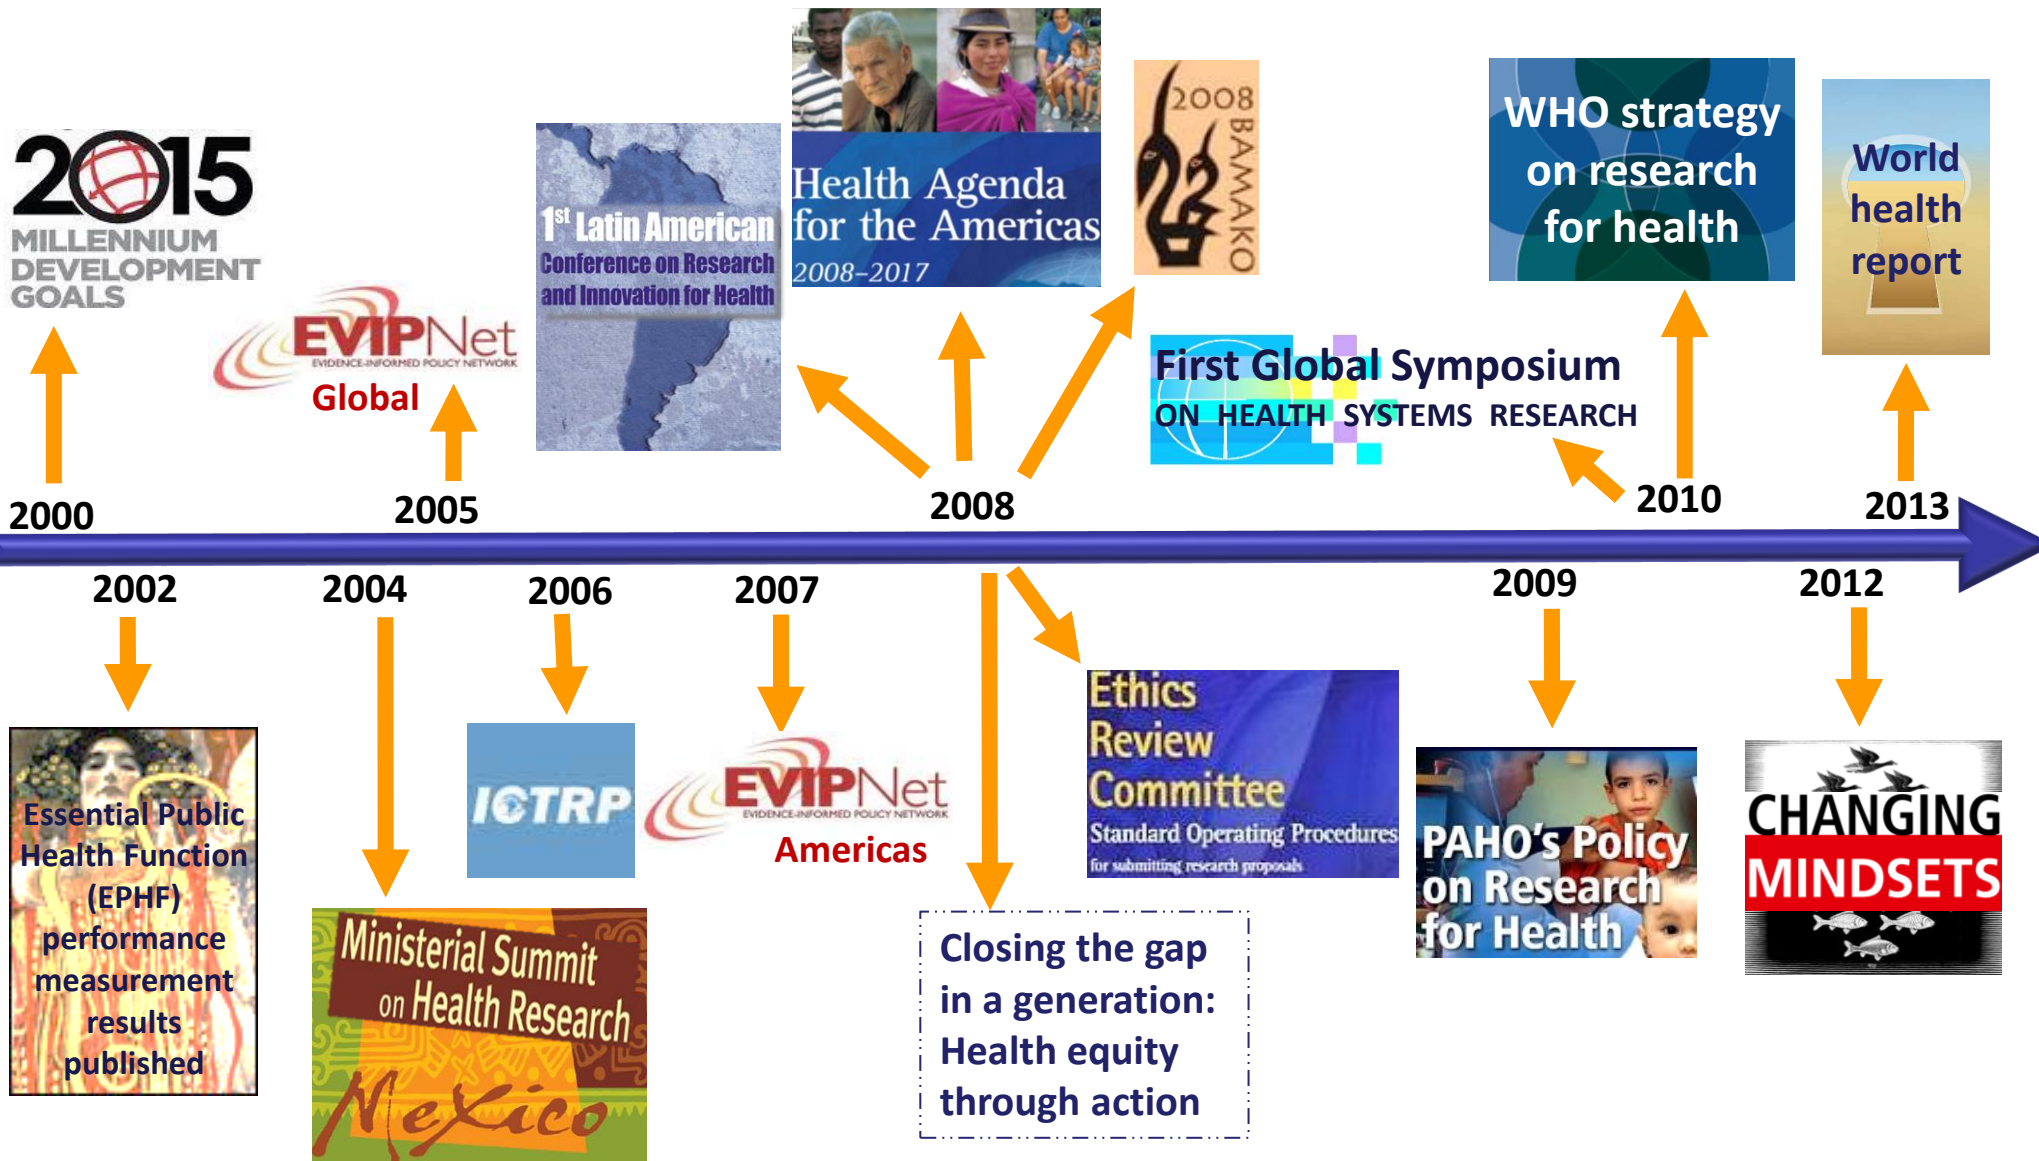 2015
MILLENNIUM
DEVELOPMENT
GOALS
EVIPNet
EVIDENCE-INFORMED POLICY NETWORK
Global
1st Latin American
Conference on Research
and Innovation for Health
Health Agenda
for the Americas
2008–2017
2008
BAMAKO
First Global Symposium
ON HEALTH SYSTEMS RESEARCH
WHO strategy
on research
for health
World
health
report
2000
2005
2008
2010
2013
2002
2004
2006
2007
2009
2012
Essential Public
Health Function
(EPHF)
performance
measurement
results
published
Ministerial Summit
on Health Research
Mexico
ICTRP
EVIPNet
EVIDENCE-INFORMED POLICY NETWORK
Americas
Closing the gap
in a generation:
Health equity
through action
Ethics
Review
Committee
Standard Operating Procedures
for submitting research proposals
PAHO's Policy
on Research
for Health
CHANGING
MINDSETS